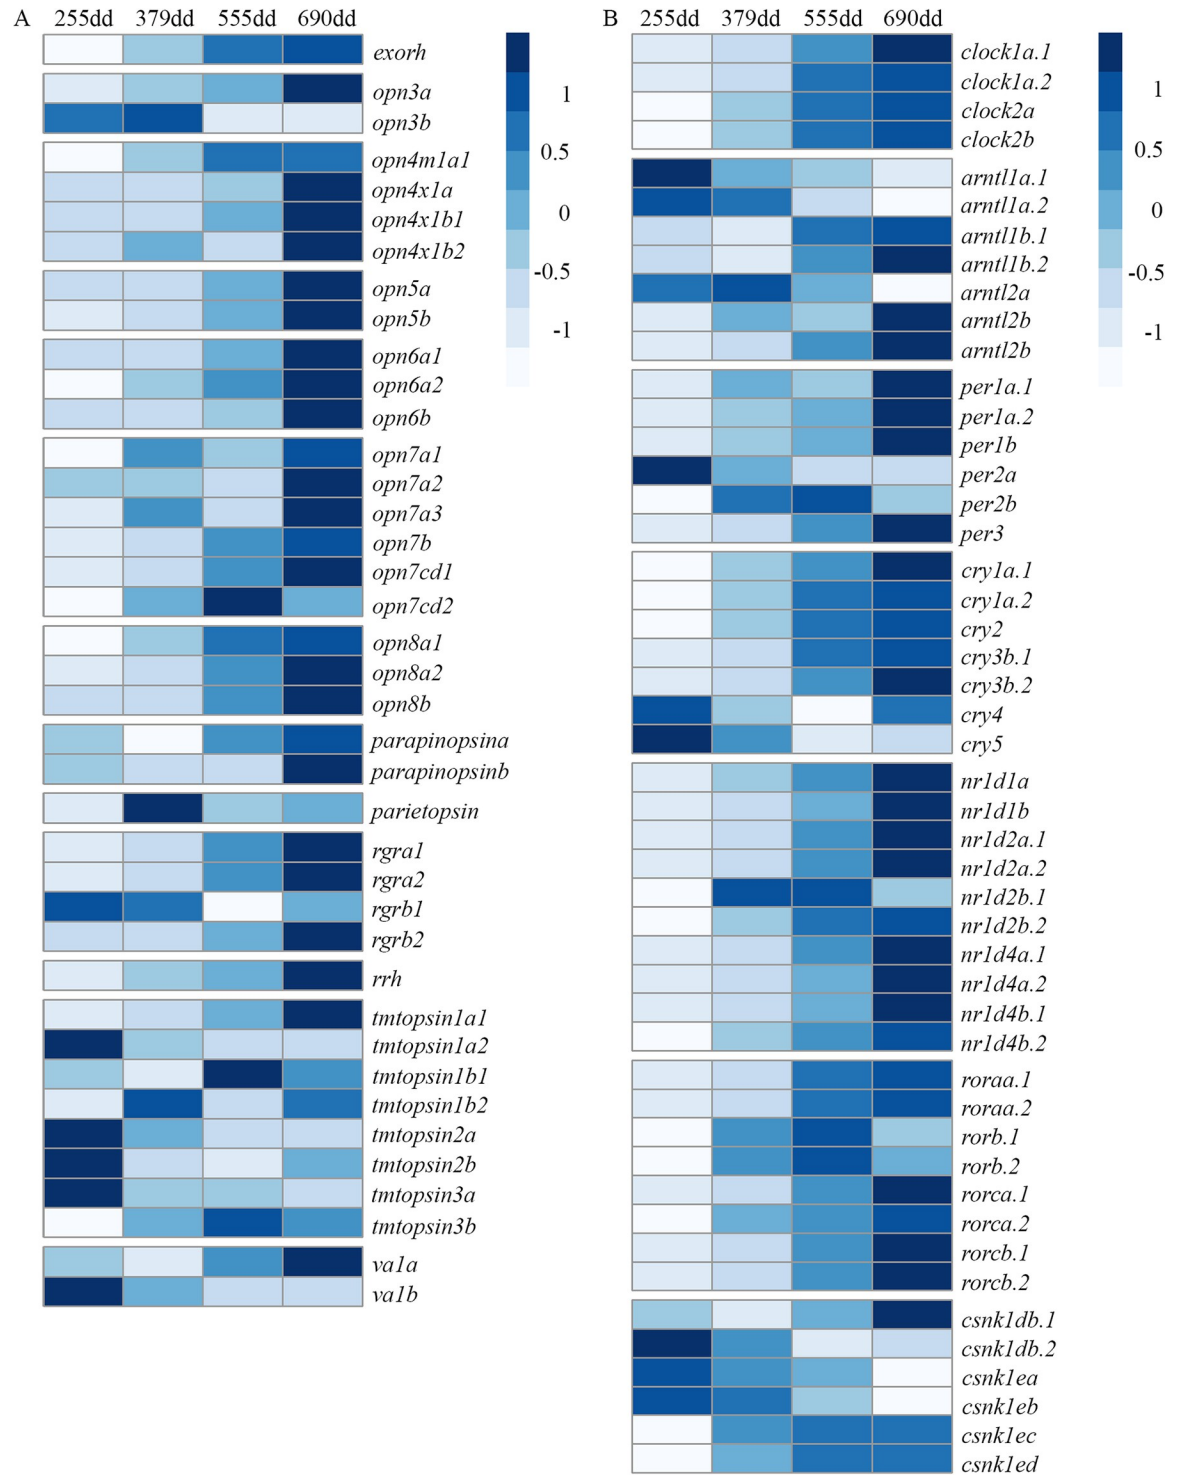 A 255dd 379dd 555dd 690dd
exorh
opn3a
opn3b
opn4m1a1
opn4x1a
opn4x1b1
opn4x1b2
opn5a
opn5b
opn6a1
opn6a2
opn6b
opn7a1
opn7a2
opn7a3
opn7b
opn7cd1
opn7cd2
opn8a1
opn8a2
opn8b
parapinopsina
parapinopsinb
parietopsin
rgra1
rgra2
rgrb1
rgrb2
rrh
tmtopsin1a1
tmtopsin1a2
tmtopsin1b1
tmtopsin1b2
tmtopsin2a
tmtopsin2b
tmtopsin3a
tmtopsin3b
va1a
va1b
1
0.5
0
-0.5
-1
B 255dd 379dd 555dd 690dd
clock1a.1
clock1a.2
clock2a
clock2b
arntl1a.1
arntl1a.2
arntl1b.1
arntl1b.2
arntl2a
arntl2b
arntl2b
per1a.1
per1a.2
per1b
per2a
per2b
per3
cry1a.1
cry1a.2
cry2
cry3b.1
cry3b.2
cry4
cry5
nr1d1a
nr1d1b
nr1d2a.1
nr1d2a.2
nr1d2b.1
nr1d2b.2
nr1d4a.1
nr1d4a.2
nr1d4b.1
nr1d4b.2
roraa.1
roraa.2
rorb.1
rorb.2
rorca.1
rorca.2
rorcb.1
rorcb.2
csnk1db.1
csnk1db.2
csnk1ea
csnk1eb
csnk1ec
csnk1ed
1
0.5
0
-0.5
-1